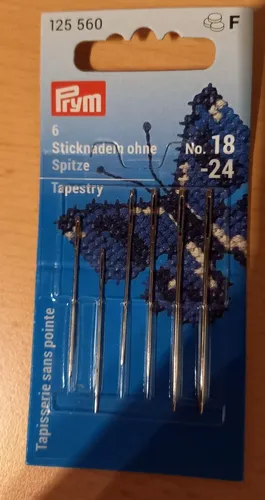 125 560
F
Prym
6
Sticknadeln ohne
Spitze
No. 18
-24
Tapestry
Tapisserie sans pointe